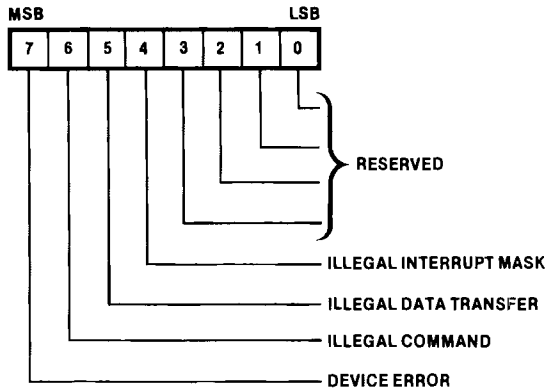 MSB LSB
7 6 5 4 3 2 1 0
RESERVED
ILLEGAL INTERRUPT MASK
ILLEGAL DATA TRANSFER
ILLEGAL COMMAND
DEVICE ERROR